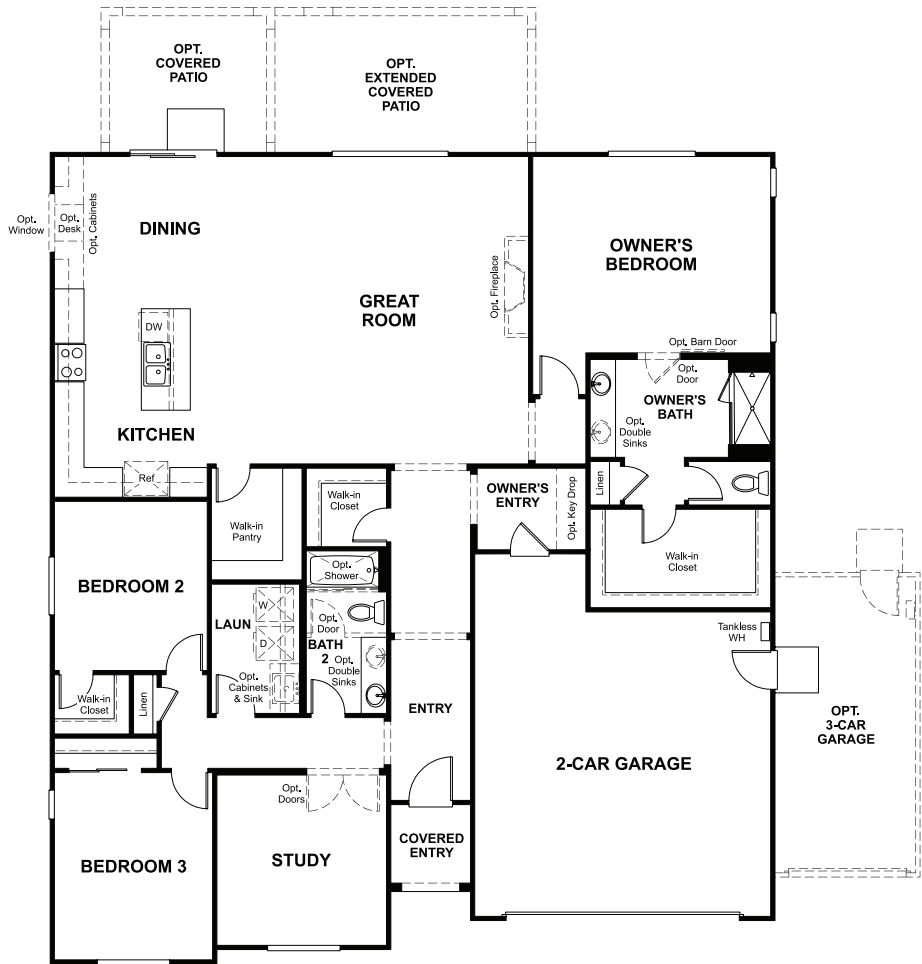 OPT.
COVERED
PATIO
OPT.
EXTENDED
COVERED
PATIO
Opt.
Window
Opt.
Desk
Opt. Cabinets
DINING
OWNER'S
BEDROOM
Opt. Fireplace
GREAT
ROOM
DW
Opt. Barn Door
Opt.
Door
OWNER'S
BATH
Opt.
Double
Sinks
KITCHEN
Ref
Linen
Walk-in
Closet
OWNER'S
ENTRY
Opt. Key Drop
Walk-in
Pantry
Walk-in
Closet
Opt.
Shower
BEDROOM 2
W
LAUN
D
Opt.
Door
BATH
2
Opt.
Double
Sinks
Opt.
Cabinets
& Sink
Tankless
WH
Walk-in
Closet
Linen
ENTRY
OPT.
3-CAR
GARAGE
2-CAR GARAGE
Opt.
Doors
COVERED
ENTRY
BEDROOM 3
STUDY